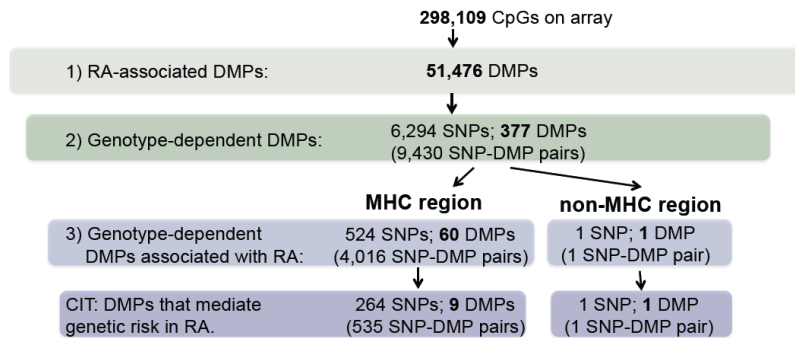 298,109 CpGs on array
1) RA-associated DMPs: 51,476 DMPs
2) Genotype-dependent DMPs: 6,294 SNPs; 377 DMPs
(9,430 SNP-DMP pairs)
MHC region non-MHC region
3) Genotype-dependent 524 SNPs; 60 DMPs 1 SNP; 1 DMP
DMPs associated with RA: (4,016 SNP-DMP pairs) (1 SNP-DMP pair)
CIT: DMPs that mediate 264 SNPs; 9 DMPs 1 SNP; 1 DMP
genetic risk in RA. (535 SNP-DMP pairs) (1 SNP-DMP pair)